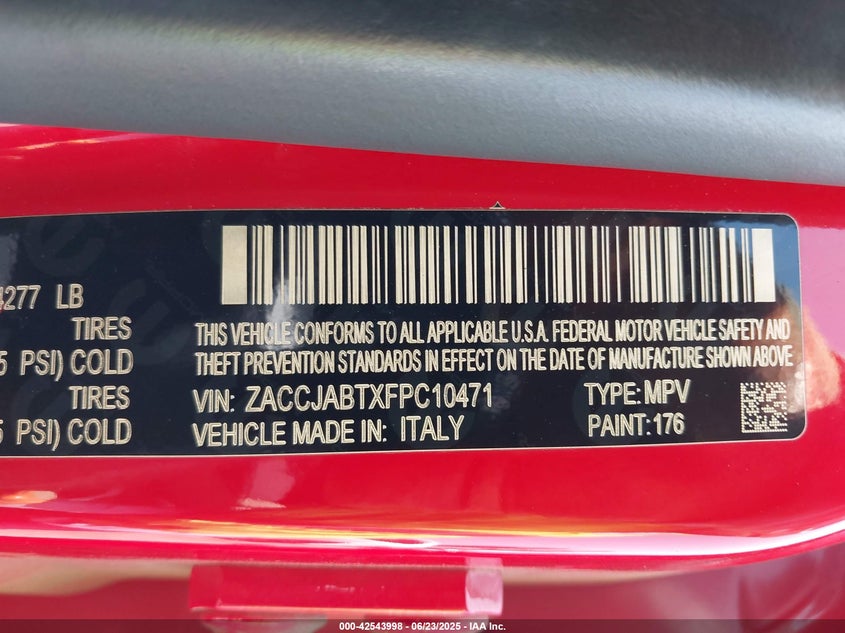 4277 LB
TIRES
5 PSI) COLD
TIRES
5 PSI) COLD
THIS VEHICLE CONFORMS TO ALL APPLICABLE U.S.A. FEDERAL MOTOR VEHICLE SAFETY AND
THEFT PREVENTION STANDARDS IN EFFECT ON THE DATE OF MANUFACTURE SHOWN ABOVE
VIN: ZACCJABTXFPC10471 TYPE: MPV
VEHICLE MADE IN: ITALY PAINT: 176
000-42543998 - 06/23/2025 - IAA Inc.